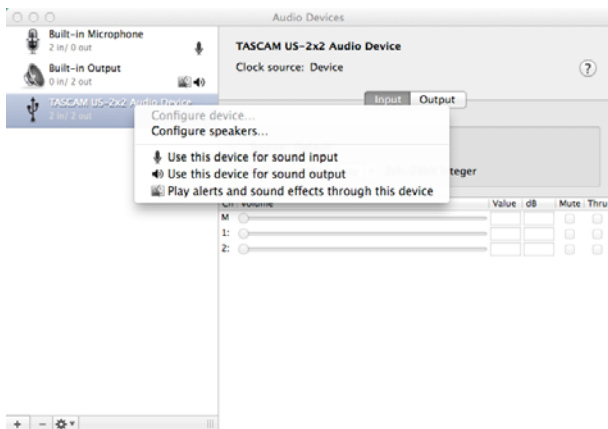 Audio Devices
Built-in Microphone
2 in/ 0 out
Built-in Output
0 in/ 2 out
TASCAM US-2x2 Audio Device
2 in/ 2 out
TASCAM US-2x2 Audio Device
Clock source: Device
?
Input Output
Configure device...
Configure speakers...
Use this device for sound input
Use this device for sound output
Play alerts and sound effects through this device
teger
Ch Volume Value dB Mute Thru
M
1:
2:
+ -